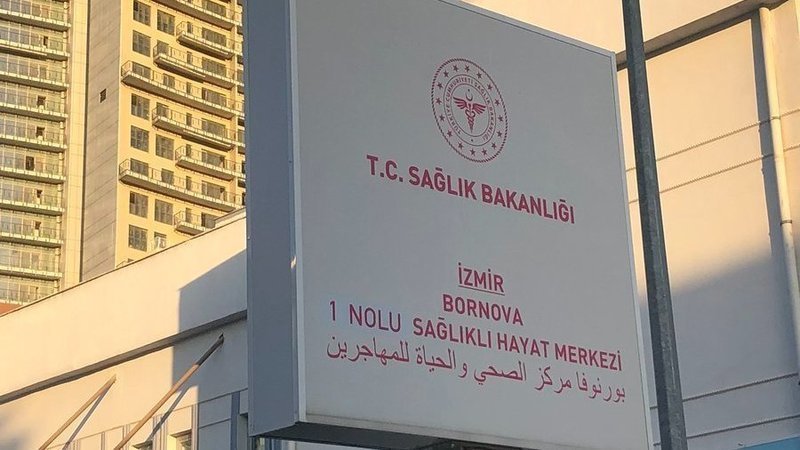 T.C. SAĞLIK BAKANLIĞI
İZMİR
BORNOVA
1 NOLU SAĞLIKLI HAYAT MERKEZİ
بورنوفا مركز الصحي والحياة للمهاجرين